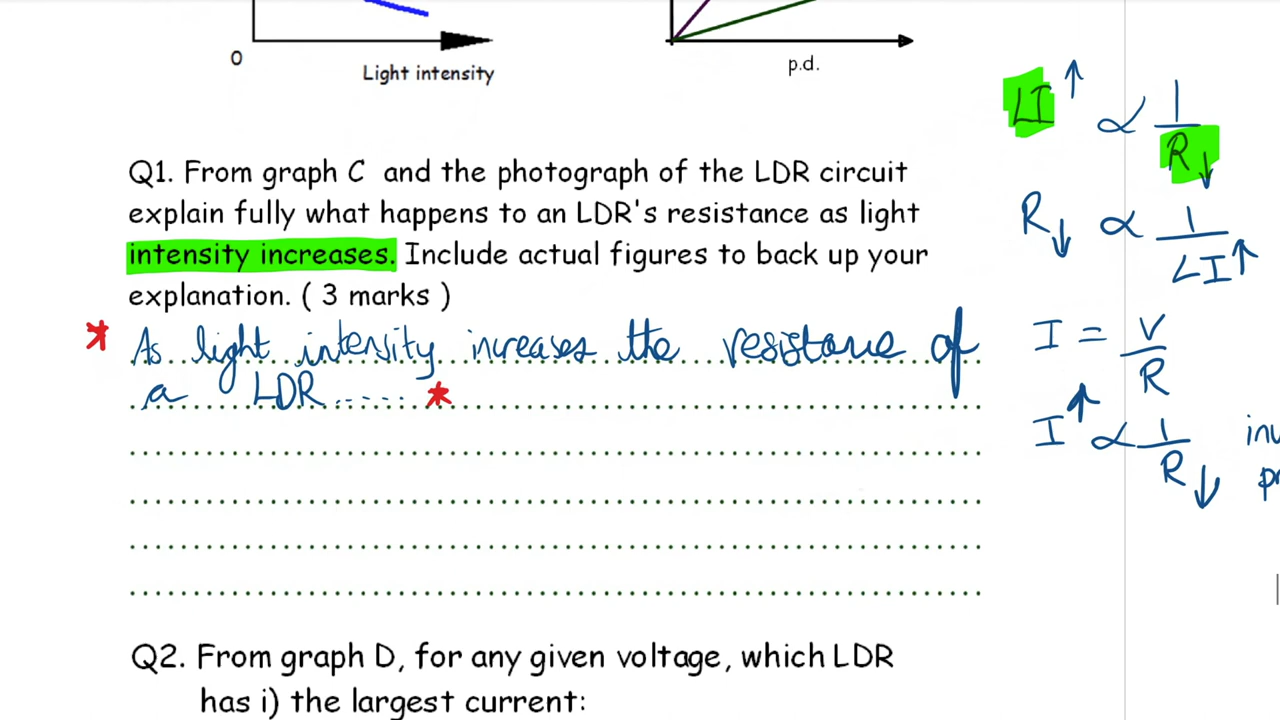 0
Light intensity
p.d.
Q1. From graph C and the photograph of the LDR circuit
explain fully what happens to an LDR's resistance as light
intensity increases. Include actual figures to back up your
explanation. ( 3 marks )
* As light intensity increases the resistance of
a LDR..... *
Q2. From graph D, for any given voltage, which LDR
has i) the largest current:
LI ↑ ∝ 1/R ↓
R ↓ ∝ 1/LI ↑
I = V/R
I ↑ ∝ 1/R ↓